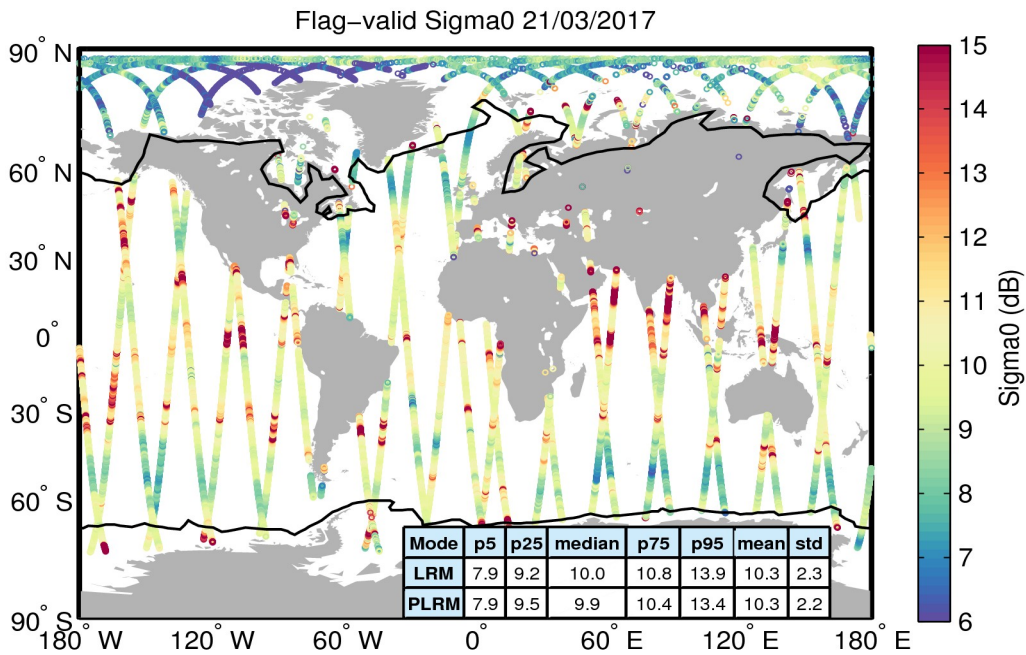 Flag−valid Sigma0 21/03/2017
90° N
60° N
30° N
0°
30° S
60° S
90° S
180° W
120° W
60° W
0°
60° E
120° E
180° E
Mode p5 p25 median p75 p95 mean std
LRM 7.9 9.2 10.0 10.8 13.9 10.3 2.3
PLRM 7.9 9.5 9.9 10.4 13.4 10.3 2.2
15
14
13
12
11
10
9
8
7
6
Sigma0 (dB)